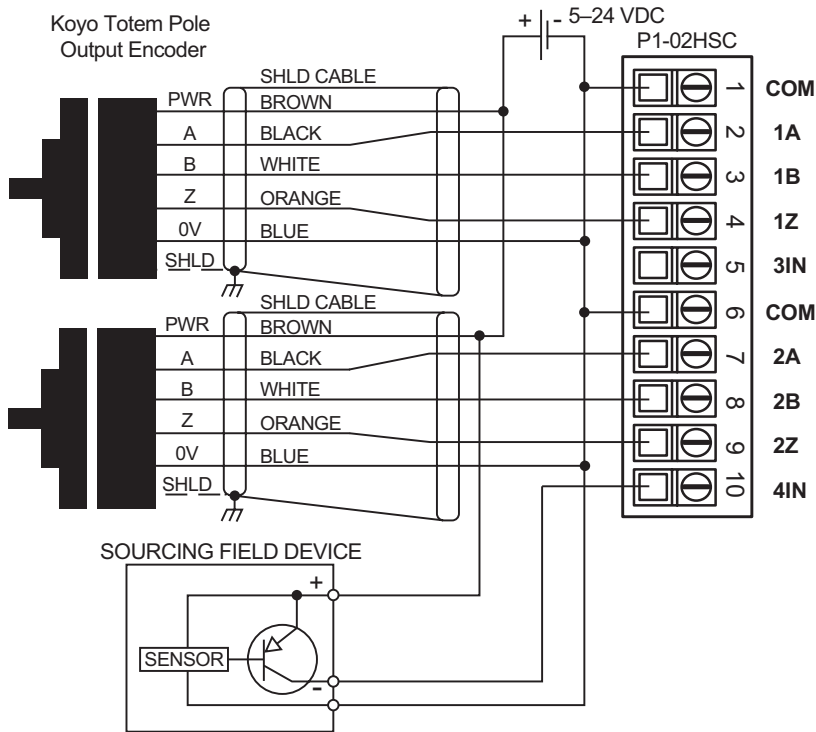 Koyo Totem Pole
Output Encoder
+ - 5–24 VDC
P1-02HSC
SHLD CABLE
PWR BROWN
A BLACK
B WHITE
Z ORANGE
0V BLUE
SHLD
SHLD CABLE
PWR BROWN
A BLACK
B WHITE
Z ORANGE
0V BLUE
SHLD
1 COM
2 1A
3 1B
4 1Z
5 3IN
6 COM
7 2A
8 2B
9 2Z
10 4IN
SOURCING FIELD DEVICE
+
SENSOR
-